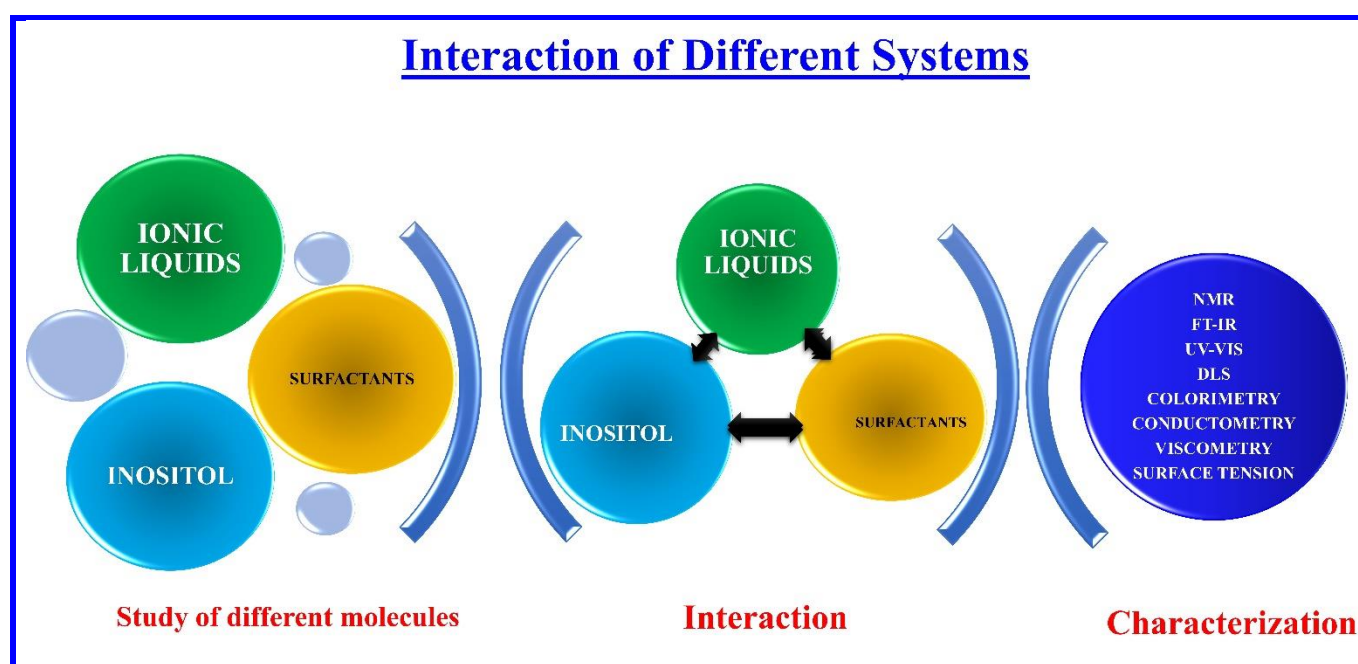 Interaction of Different Systems
IONIC
LIQUIDS
SURFACTANTS
INOSITOL
Study of different molecules
IONIC
LIQUIDS
INOSITOL
SURFACTANTS
Interaction
NMR
FT-IR
UV-VIS
DLS
COLORIMETRY
CONDUCTOMETRY
VISCOMETRY
SURFACE TENSION
Characterization